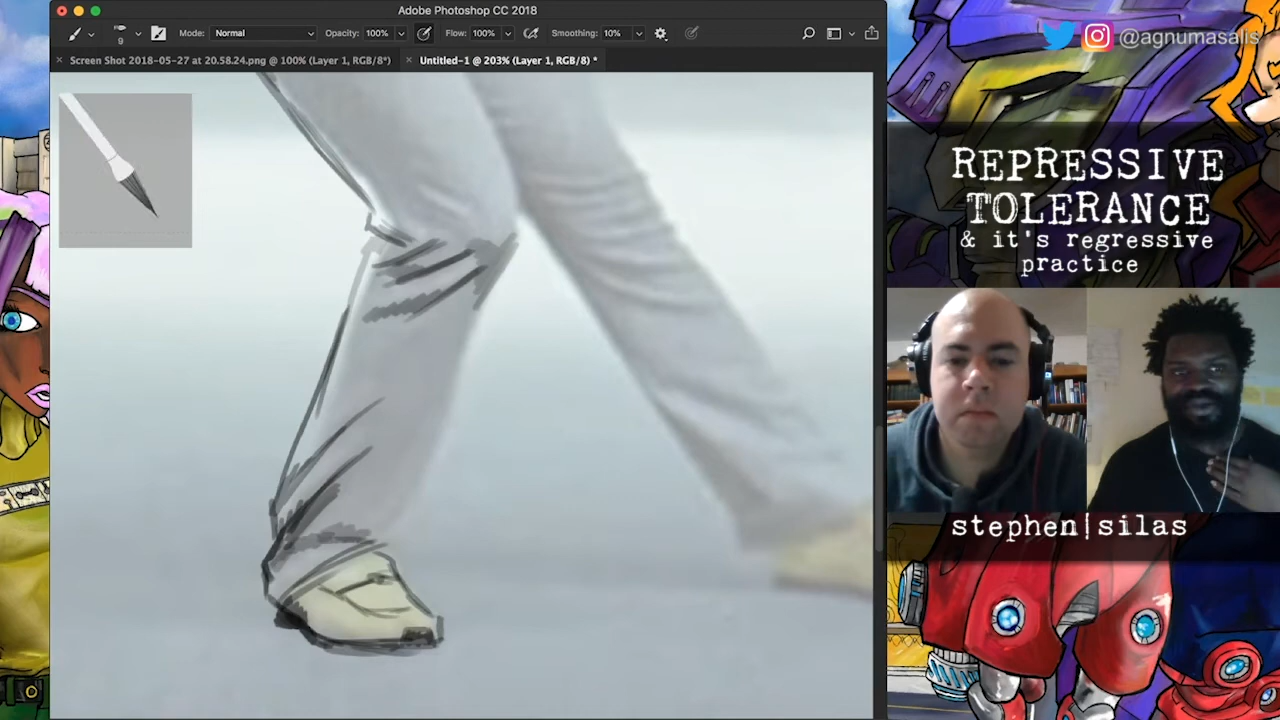 Adobe Photoshop CC 2018
9
Mode: Normal
Opacity: 100%
Flow: 100%
Smoothing: 10%
× Screen Shot 2018-05-27 at 20.58.24.png @ 100% (Layer 1, RGB/8*)
× Untitled-1 @ 203% (Layer 1, RGB/8) *
@agnumasalis
REPRESSIVE
TOLERANCE
& it's regressive
practice
stephen|silas